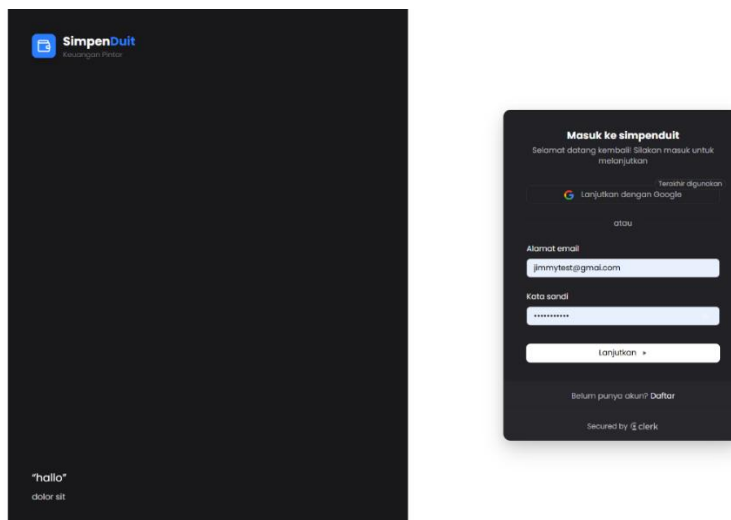 SimpenDuit
Keuangan Pintar
"hallo"
dolor sit
Masuk ke simpenduit
Selamat datang kembali! Silakan masuk untuk
melanjutkan
Terakhir digunakan
Lanjutkan dengan Google
atau
Alamat email
jimmytest@gmai.com
Kata sandi
•••••••••••
Lanjutkan
Belum punya akun? Daftar
Secured by clerk